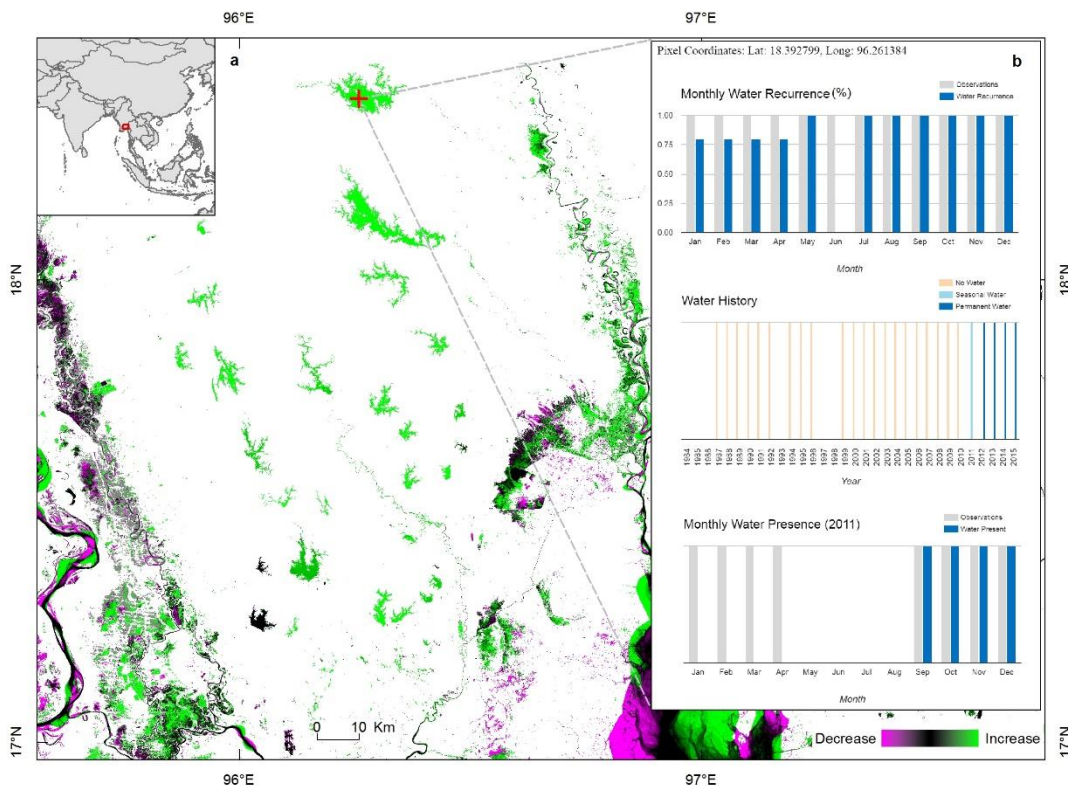 96°E 97°E
a
b
Pixel Coordinates: Lat: 18.392799, Long: 96.261384
Observations
Monthly Water Recurrence (%)
Water Recurrence
1.00
0.75
0.50
0.25
0.00
Jan Feb Mar Apr May Jun Jul Aug Sep Oct Nov Dec
Month
18°N 18°N
No Water
Seasonal Water
Water History
Permanent Water
1984 1985 1986 1987 1988 1989 1990 1991 1992 1993 1994 1995 1996 1997 1998 1999 2000 2001 2002 2003 2004 2005 2006 2007 2008 2009 2010 2011 2012 2013 2014 2015
Year
Observations
Monthly Water Presence (2011)
Water Present
Jan Feb Mar Apr May Jun Jul Aug Sep Oct Nov Dec
Month
0 10 Km
Decrease Increase
17°N 17°N
96°E 97°E